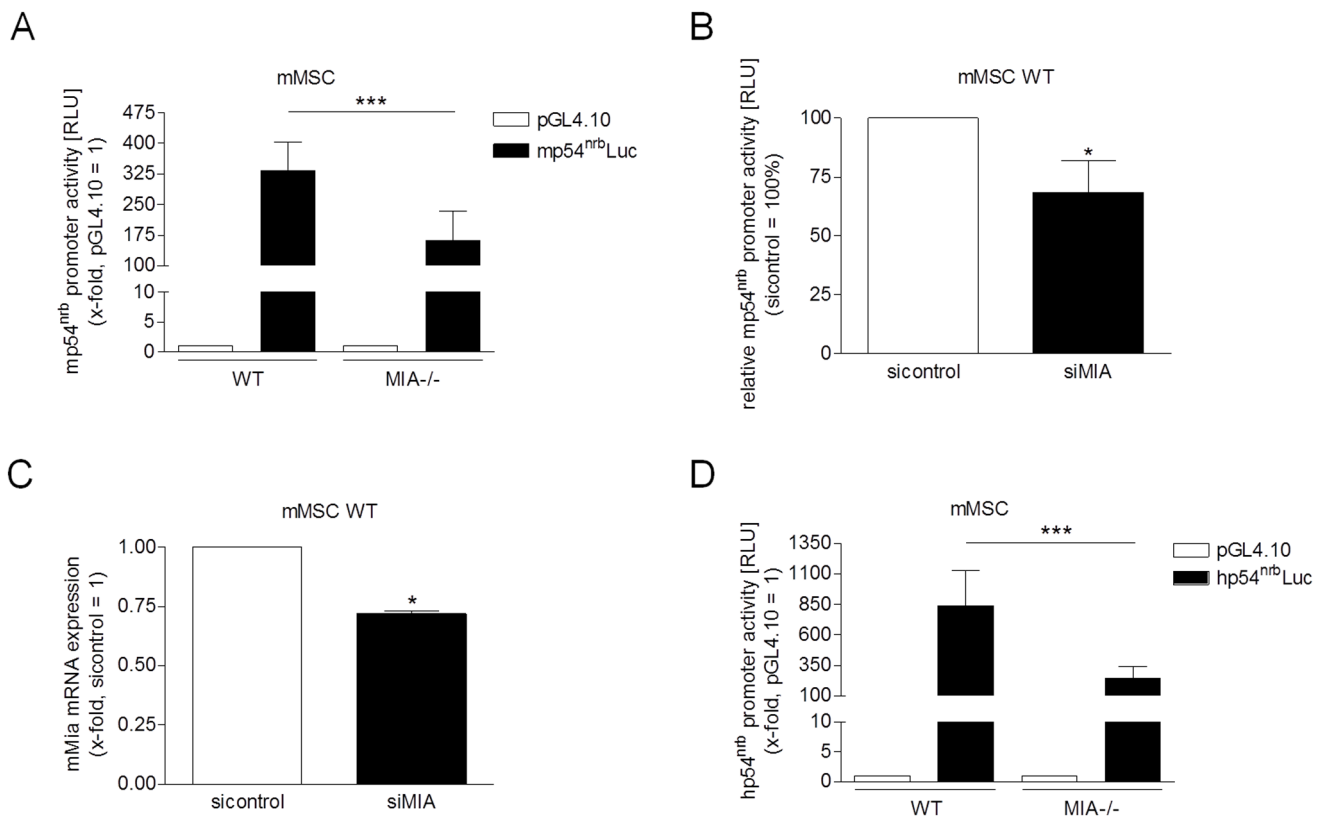 A
mMSC
***
mp54nrb promoter activity [RLU]
(x-fold, pGL4.10 = 1)
475
400
325
250
175
100
10
5
0
WT
MIA-/-
pGL4.10
mp54nrbLuc
B
mMSC WT
relative mp54nrb promoter activity [RLU]
(sicontrol = 100%)
100
75
50
25
0
*
sicontrol
siMIA
C
mMSC WT
mMia mRNA expression
(x-fold, sicontrol = 1)
1.00
0.75
0.50
0.25
0.00
*
sicontrol
siMIA
D
mMSC
***
hp54nrb promoter activity [RLU]
(x-fold, pGL4.10 = 1)
1350
1100
850
600
350
100
10
5
0
WT
MIA-/-
pGL4.10
hp54nrbLuc